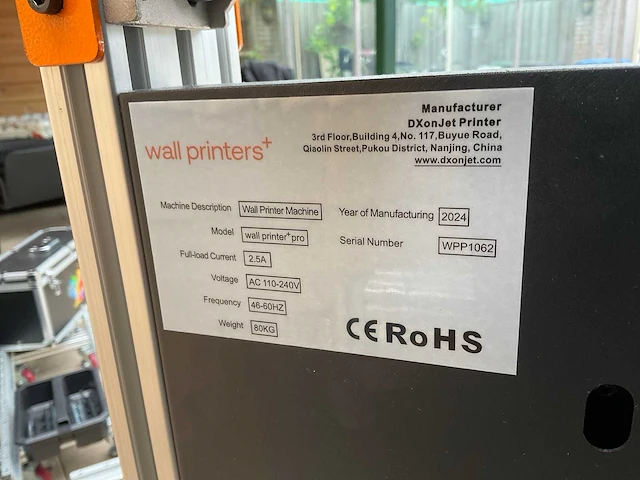 wall printers+
Manufacturer
DXonJet Printer
3rd Floor,Building 4,No. 117,Buyue Road,
Qiaolin Street,Pukou District, Nanjing, China
www.dxonjet.com
Machine Description Wall Printer Machine
Model wall printer+pro
Full-load Current 2.5A
Voltage AC 110-240V
Frequency 46-60HZ
Weight 80KG
Year of Manufacturing 2024
Serial Number WPP1062
CE RoHS